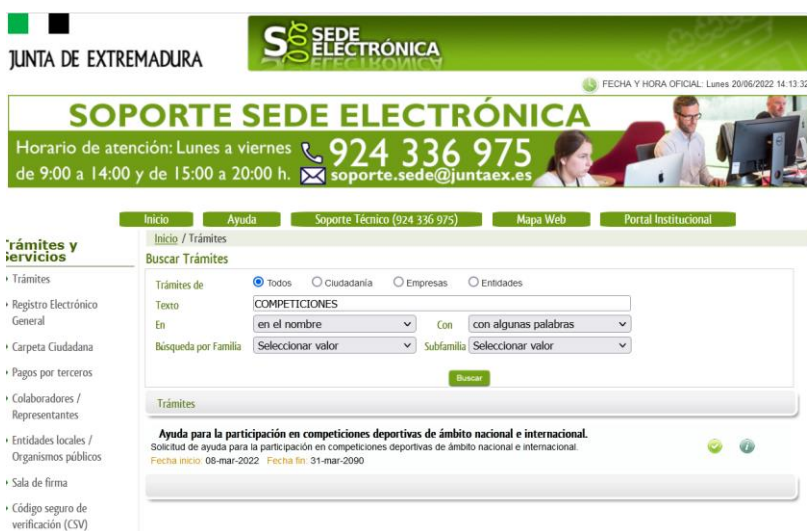 JUNTA DE EXTREMADURA
SEDE
ELECTRÓNICA
FECHA Y HORA OFICIAL: Lunes 20/06/2022 14:13:32
SOPORTE SEDE ELECTRÓNICA
Horario de atención: Lunes a viernes
de 9:00 a 14:00 y de 15:00 a 20:00 h.
924 336 975
soporte.sede@juntaex.es
Inicio Ayuda Soporte Técnico (924 336 975) Mapa Web Portal Institucional
Trámites y
Servicios
Trámites
Registro Electrónico
General
Carpeta Ciudadana
Pagos por terceros
Colaboradores /
Representantes
Entidades locales /
Organismos públicos
Sala de firma
Código seguro de
verificación (CSV)
Inicio / Trámites
Buscar Trámites
Trámites de Todos Ciudadanía Empresas Entidades
Texto COMPETICIONES
En en el nombre Con con algunas palabras
Búsqueda por Familia Seleccionar valor Subfamilia Seleccionar valor
Buscar
Trámites
Ayuda para la participación en competiciones deportivas de ámbito nacional e internacional.
Solicitud de ayuda para la participación en competiciones deportivas de ámbito nacional e internacional.
Fecha inicio: 08-mar-2022 Fecha fin: 31-mar-2090